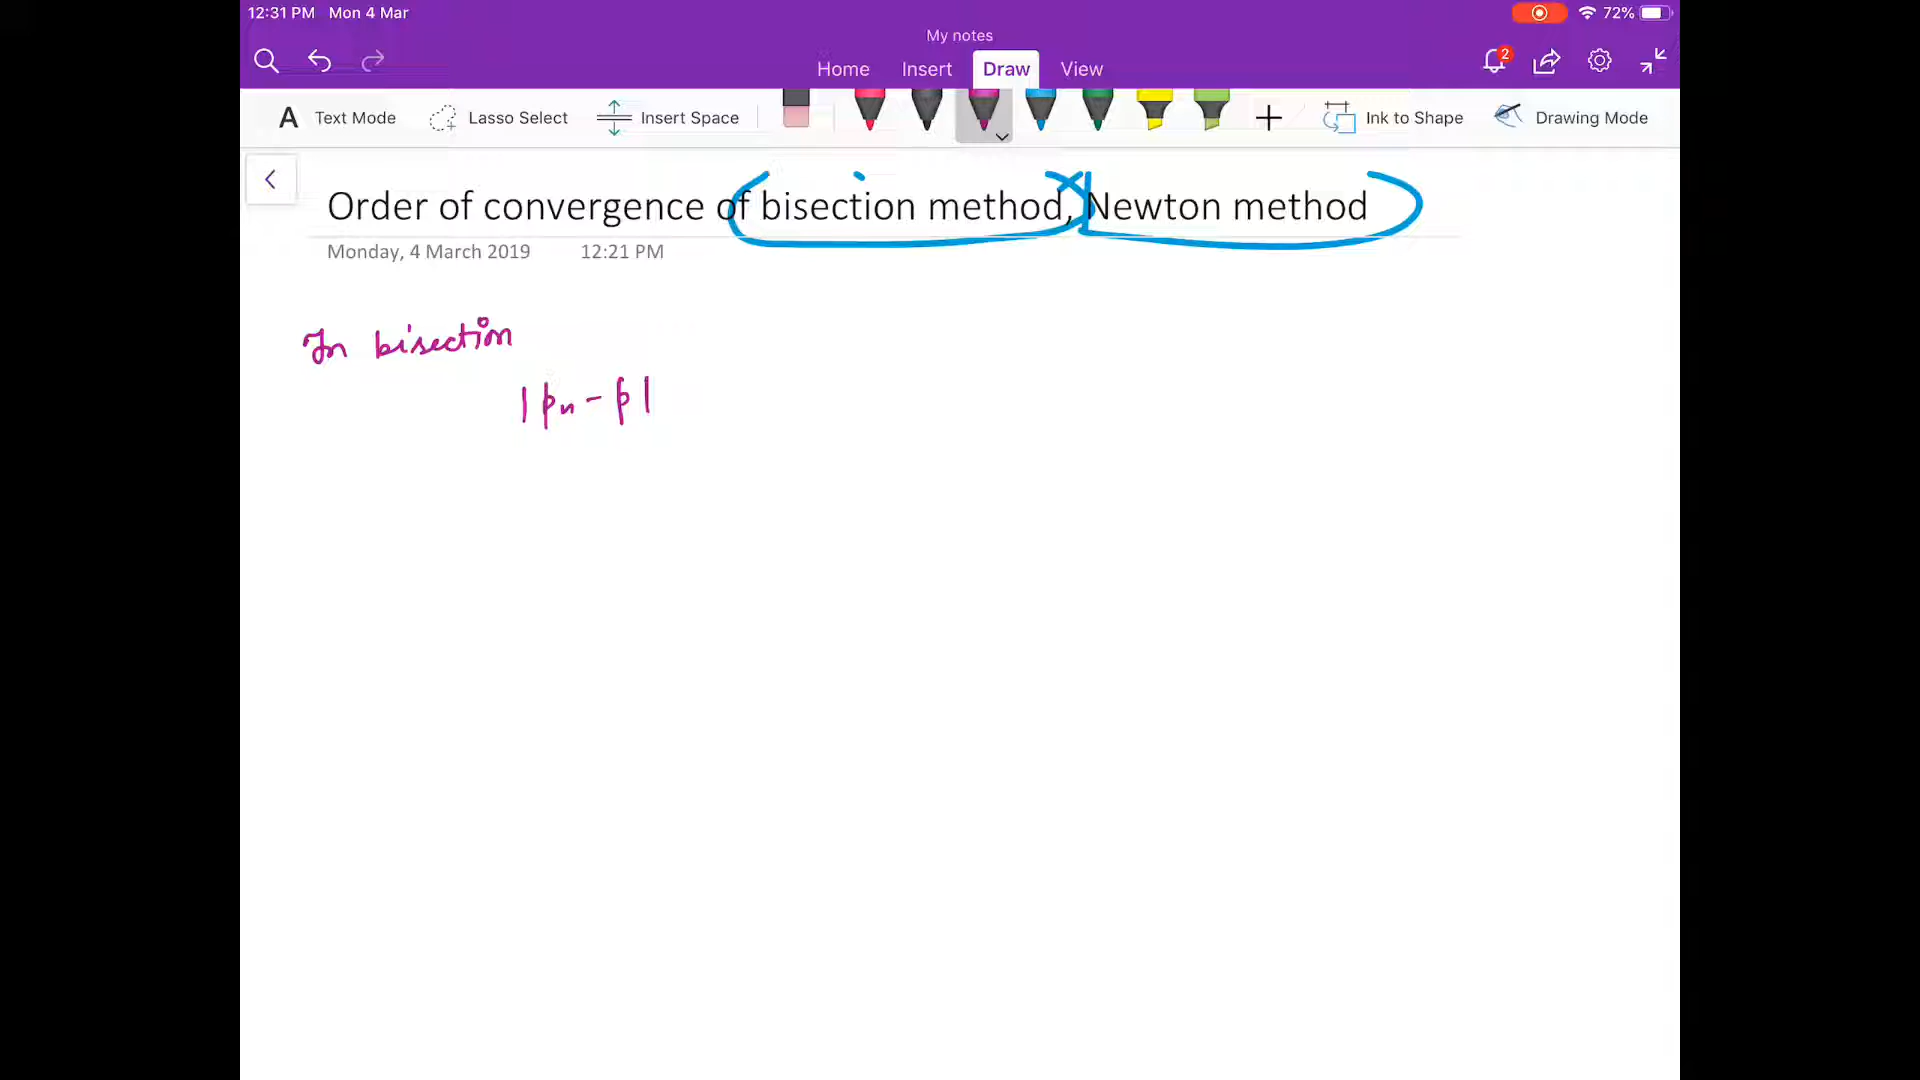 12:31 PM Mon 4 Mar 72%
My notes
2
Home Insert Draw View
A Text Mode Lasso Select Insert Space Ink to Shape Drawing Mode
Order of convergence of bisection method, Newton method
Monday, 4 March 2019 12:21 PM
In bisection
|pₙ - p|